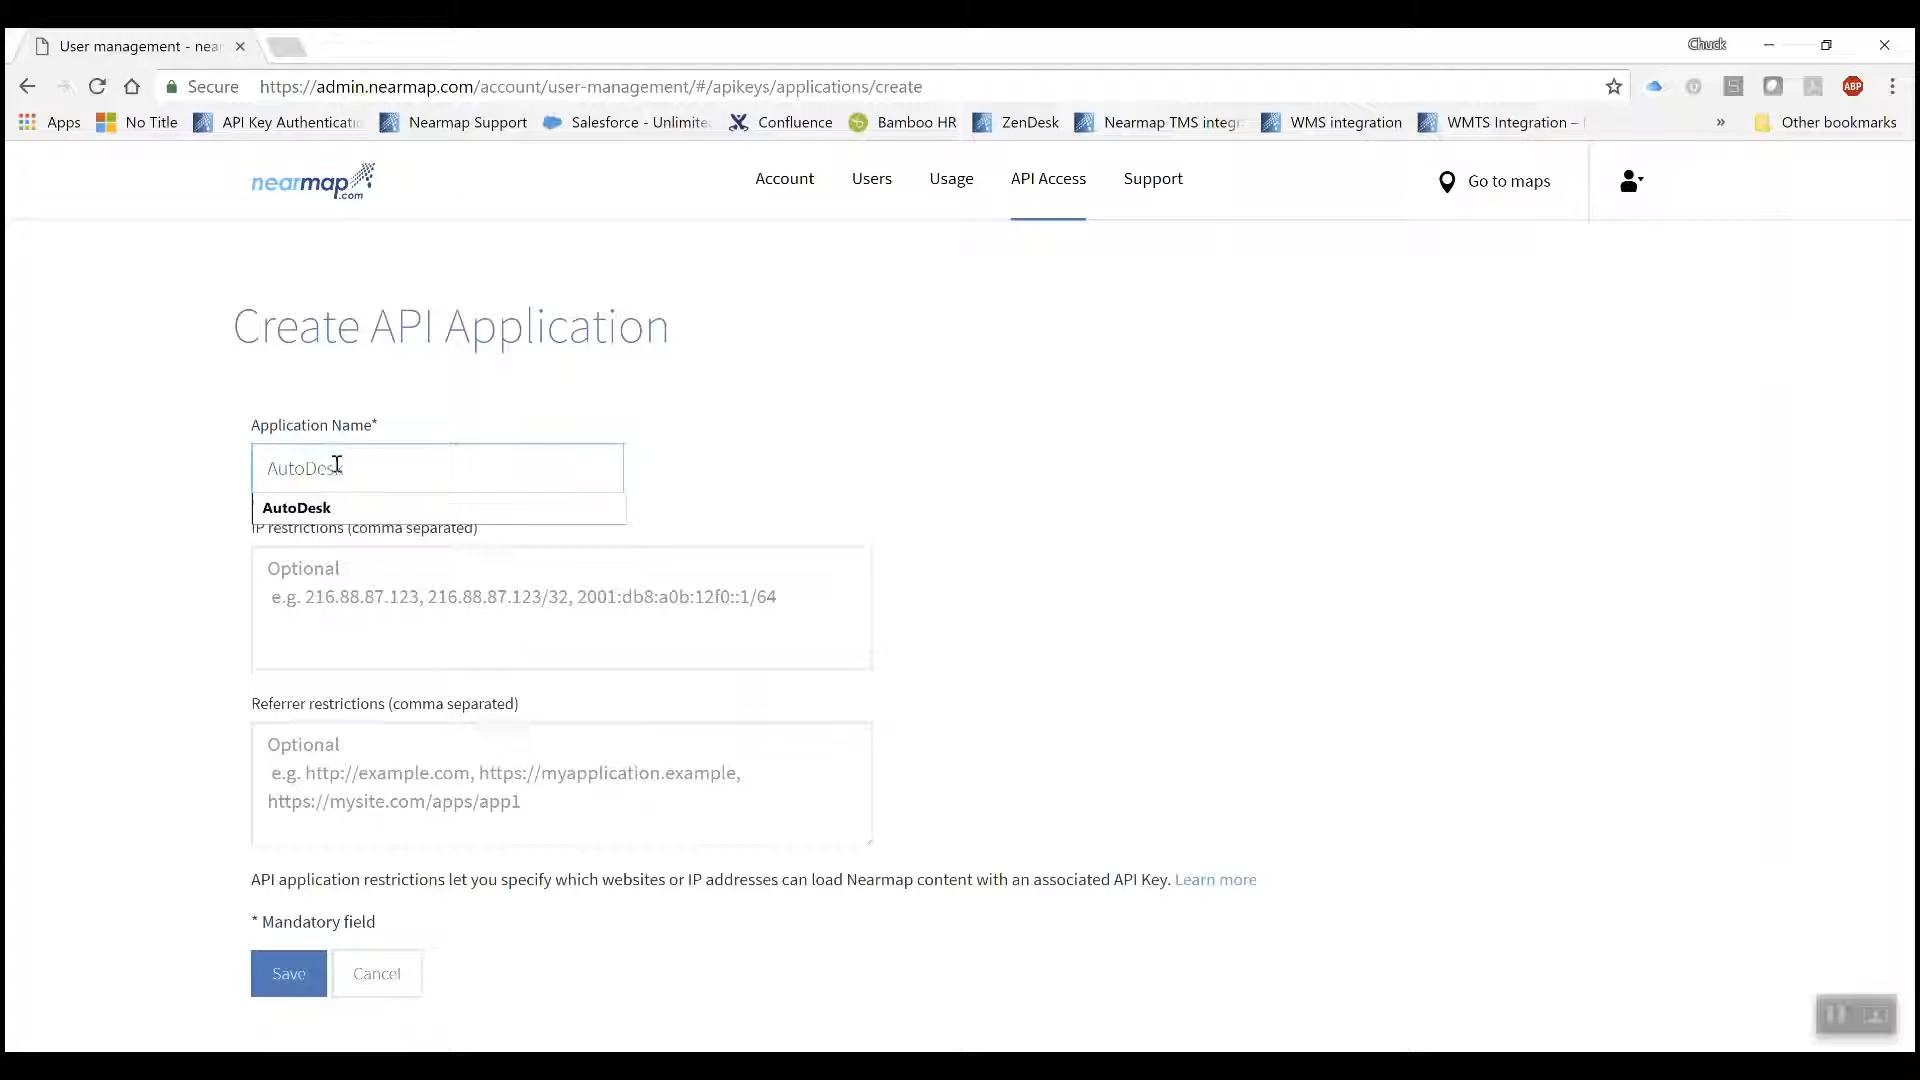 User management - nea
Chuck
Secure
https://admin.nearmap.com/account/user-management/#/apikeys/applications/create
ABP
Apps
No Title
API Key Authenticatio
Nearmap Support
Salesforce - Unlimite
Confluence
Bamboo HR
ZenDesk
Nearmap TMS integ
WMS integration
WMTS Integration –
»
Other bookmarks
nearmap
.com
Account
Users
Usage
API Access
Support
Go to maps
Create API Application
Application Name*
AutoDesk
AutoDesk
IP restrictions (comma separated)
Optional
e.g. 216.88.87.123, 216.88.87.123/32, 2001:db8:a0b:12f0::1/64
Referrer restrictions (comma separated)
Optional
e.g. http://example.com, https://myapplication.example,
https://mysite.com/apps/app1
API application restrictions let you specify which websites or IP addresses can load Nearmap content with an associated API Key. Learn more
* Mandatory field
Save
Cancel